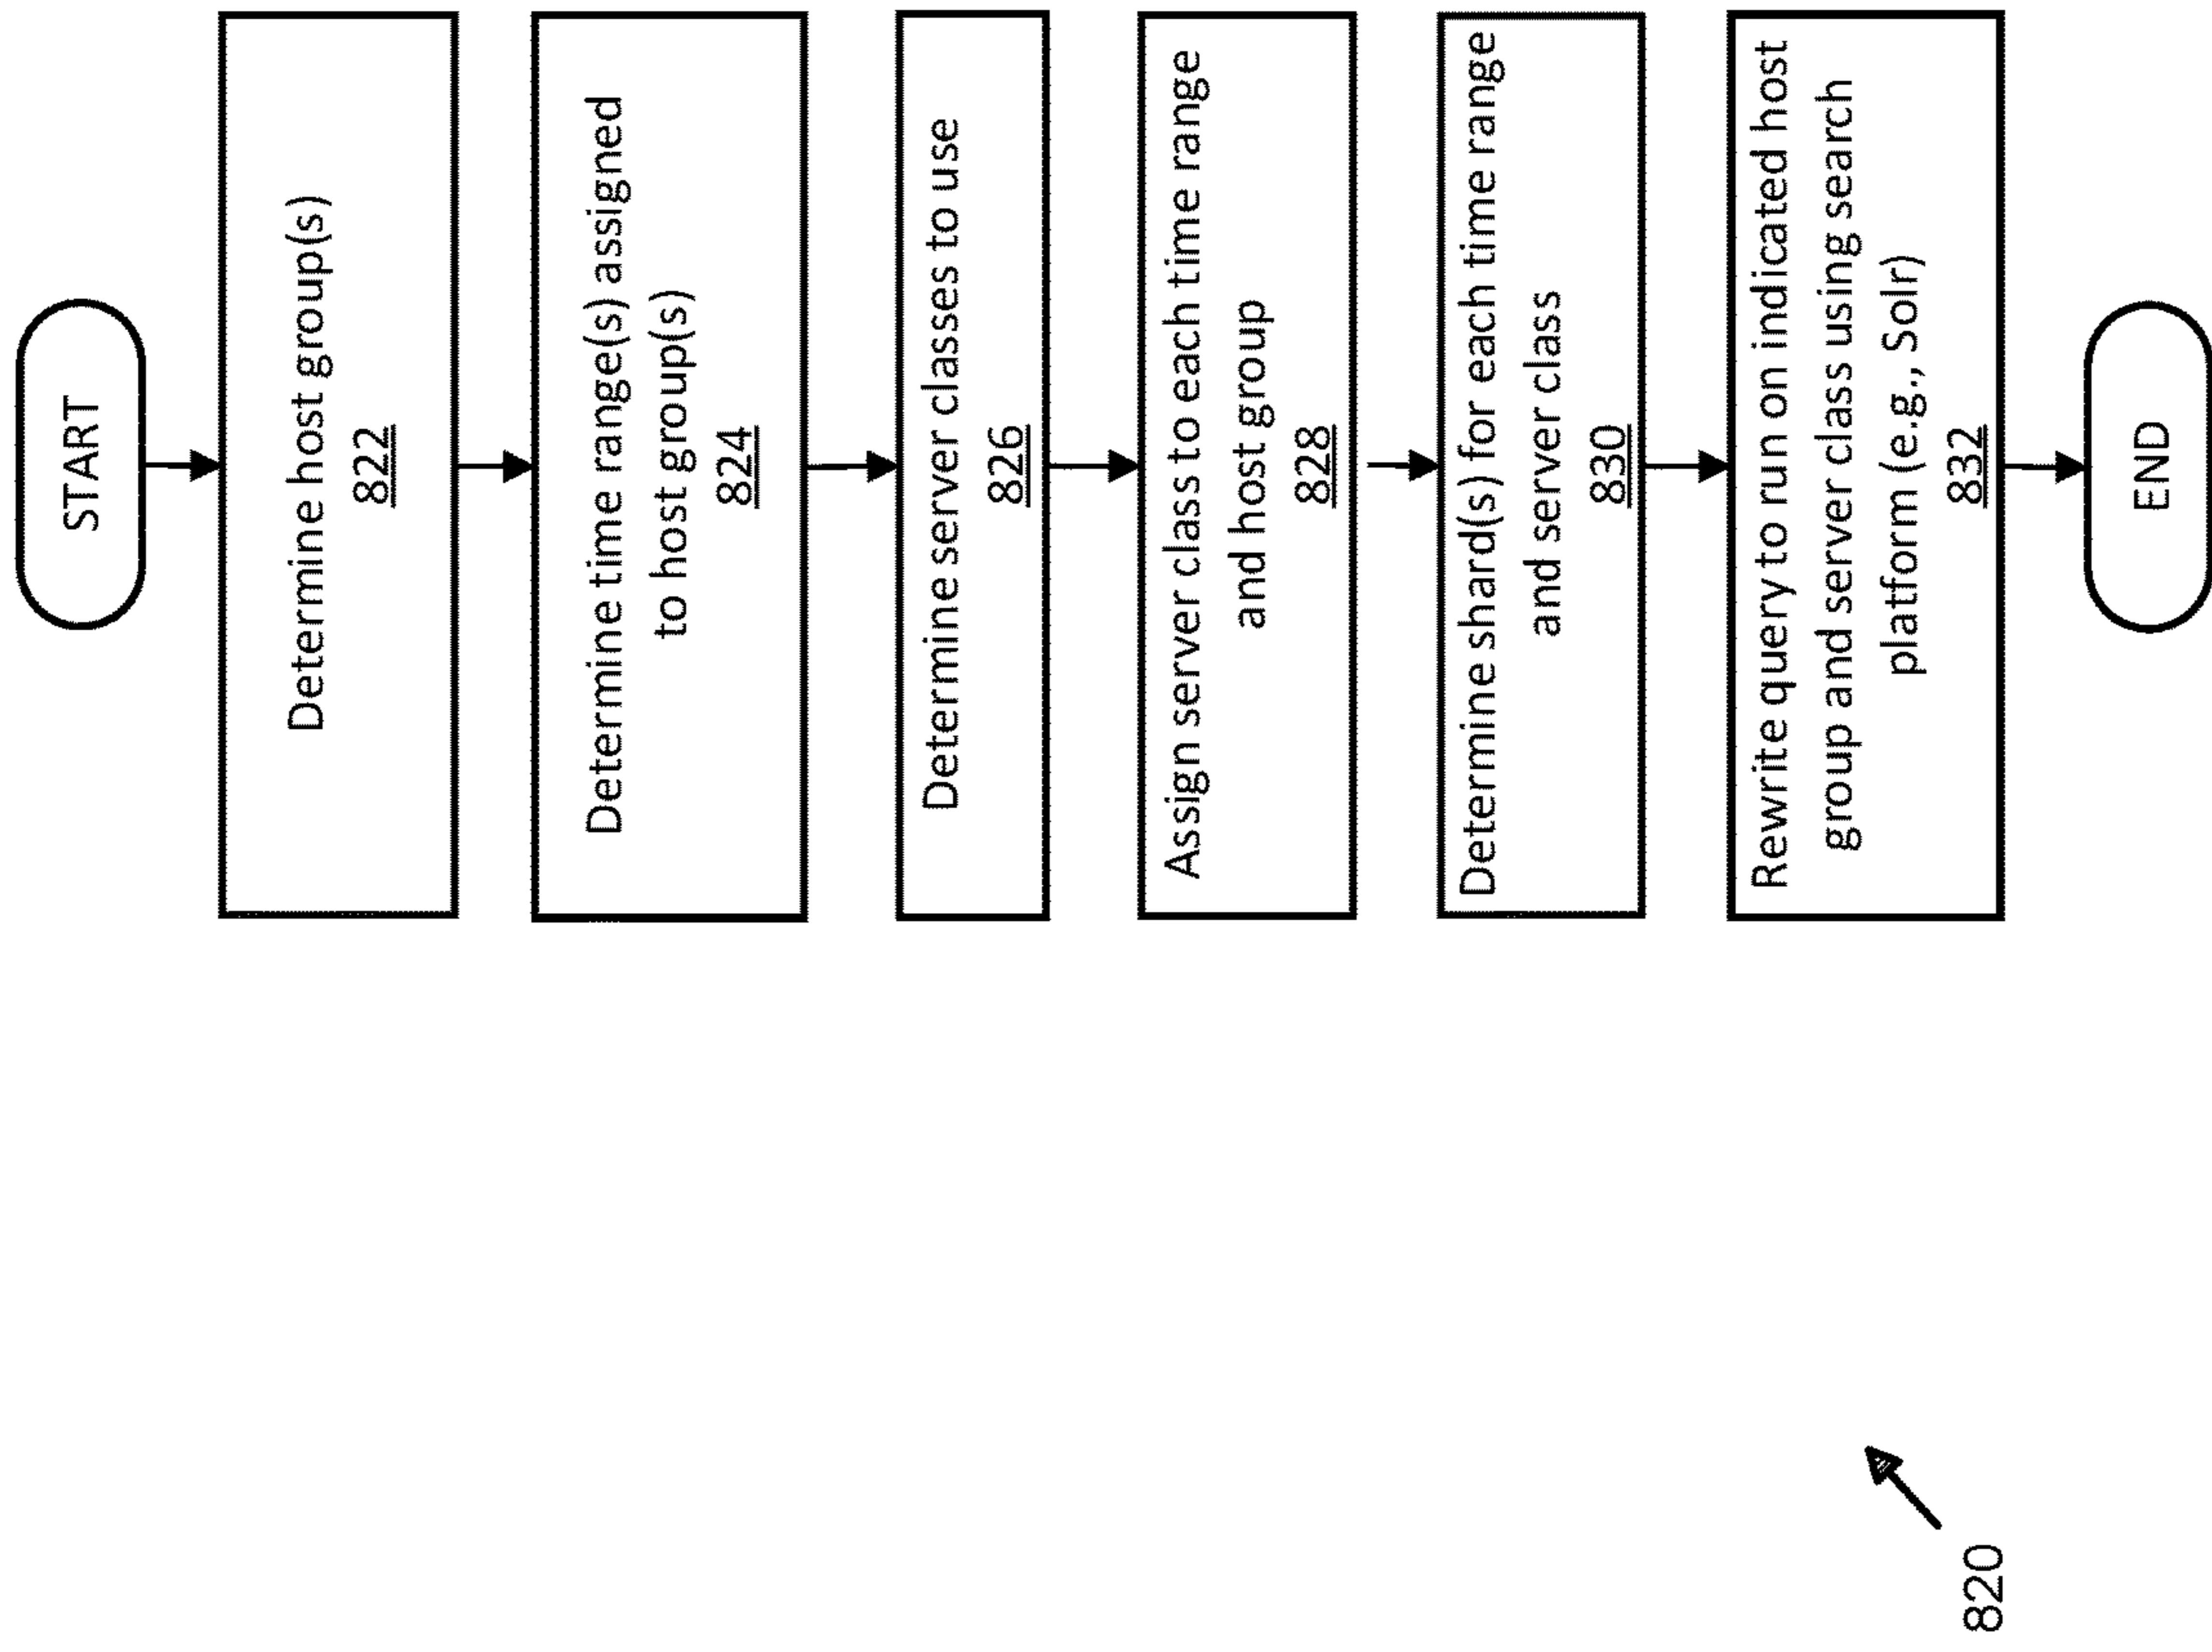 START
Determine host group(s)
822
Determine time range(s) assigned
to host group(s)
824
Determine server classes to use
826
Assign server class to each time range
and host group
828
Determine shard(s) for each time range
and server class
830
Rewrite query to run on indicated host
group and server class using search
platform (e.g., Solr)
832
END
820